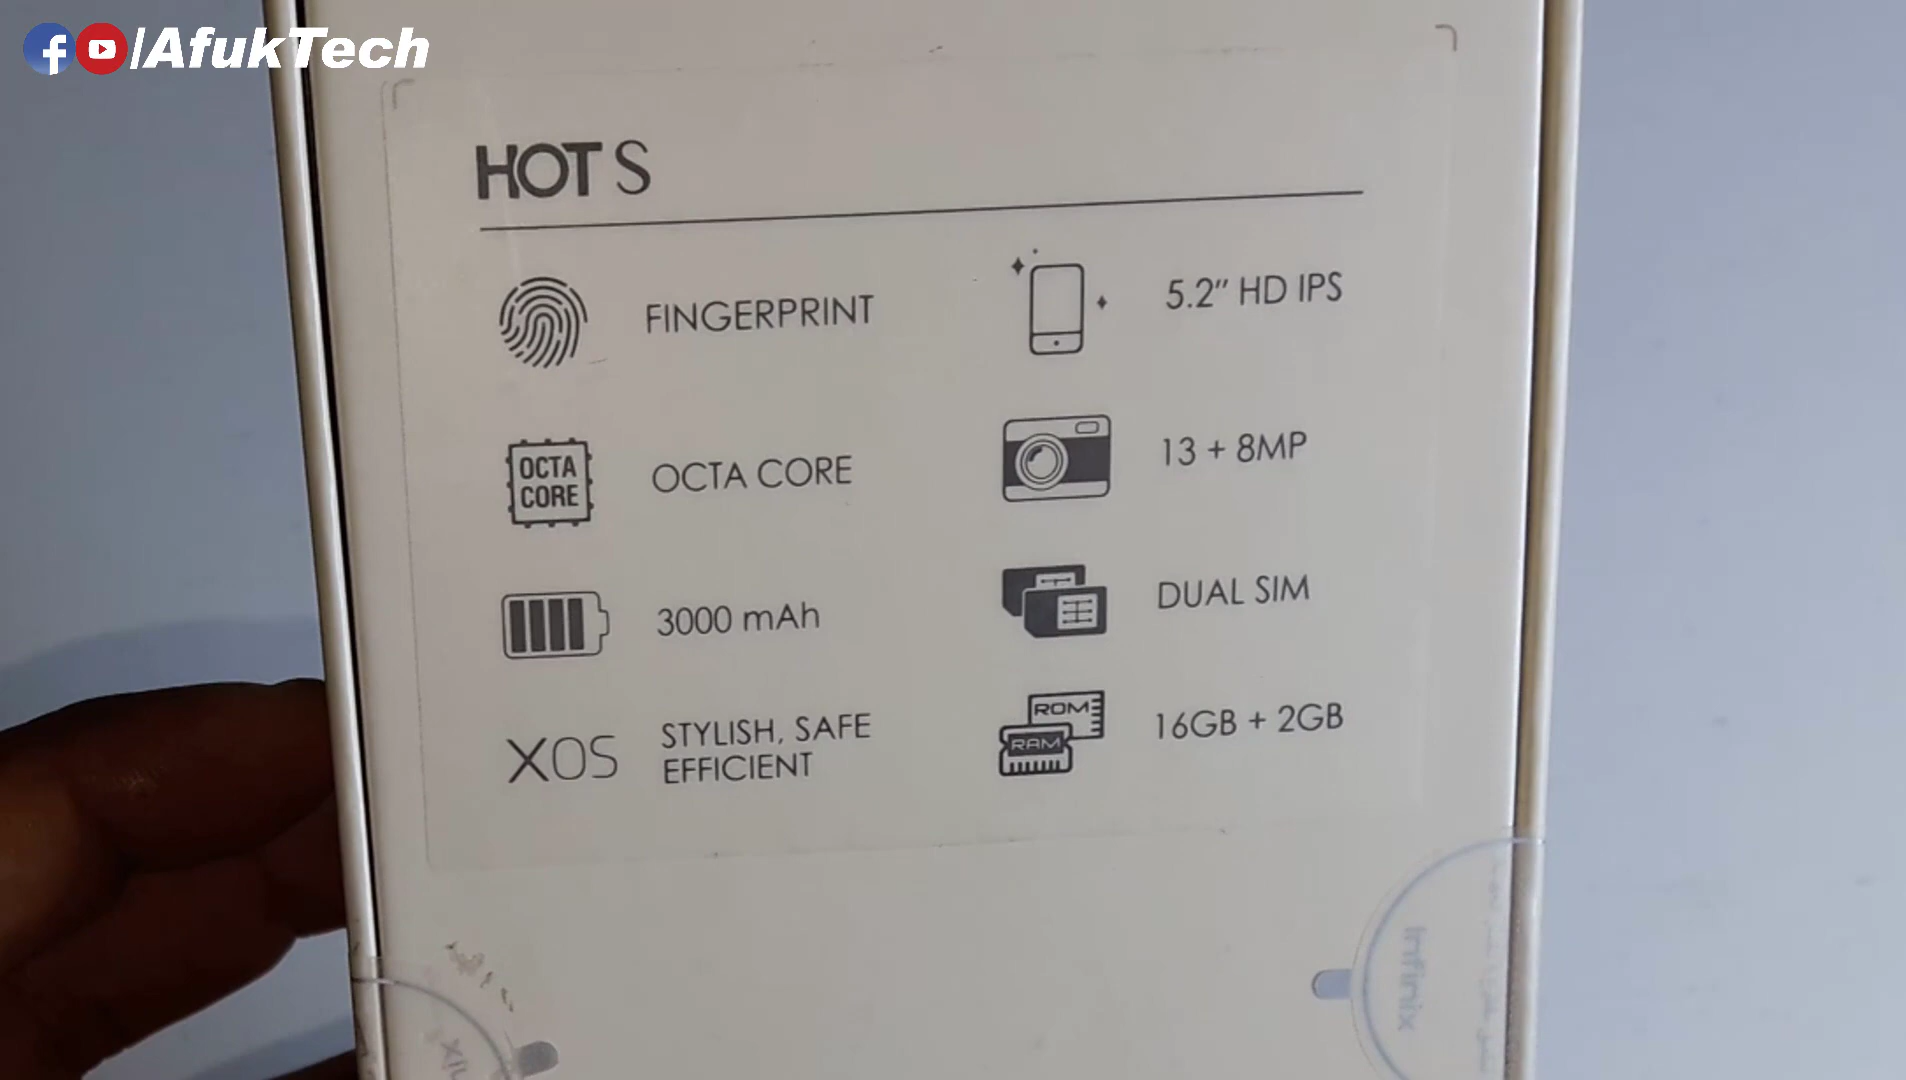 /AfukTech
HOT S
FINGERPRINT
5.2" HD IPS
OCTA
CORE
OCTA CORE
13 + 8MP
3000 mAh
DUAL SIM
XOS
STYLISH, SAFE
EFFICIENT
ROM
RAM
16GB + 2GB
Infinix